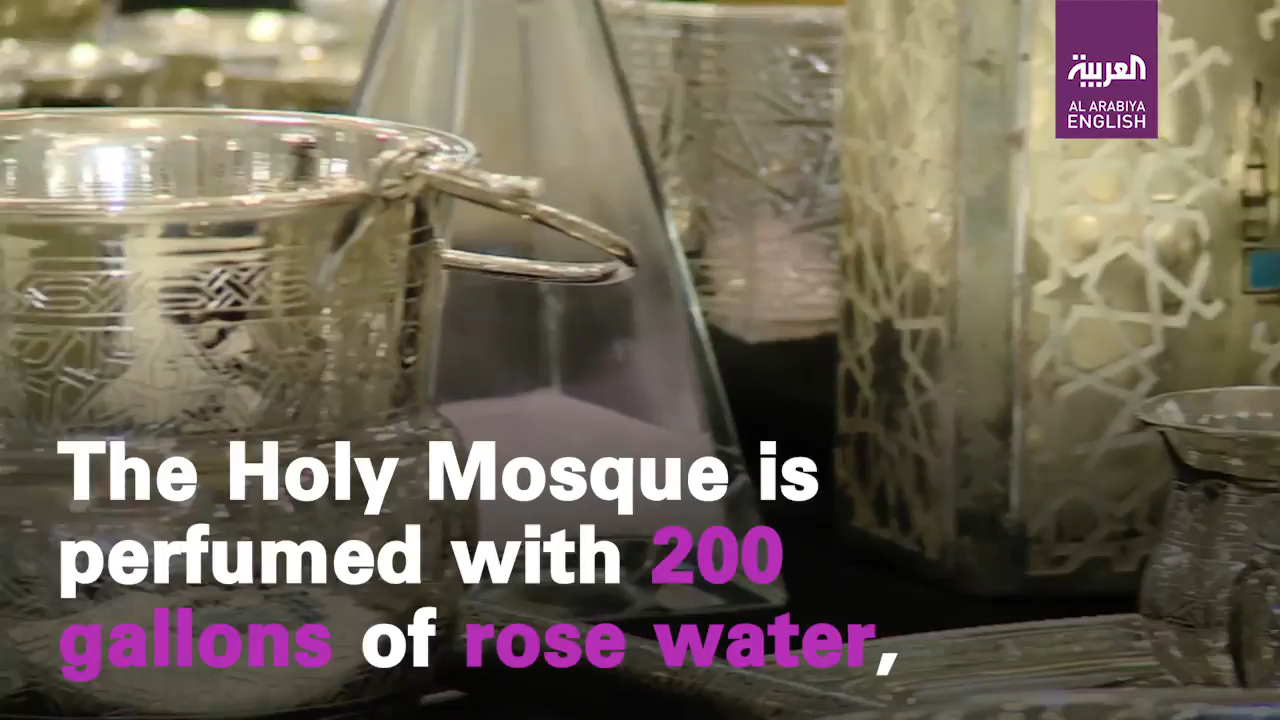 العربية
AL ARABIYA
ENGLISH
The Holy Mosque is
perfumed with 200
gallons of rose water,